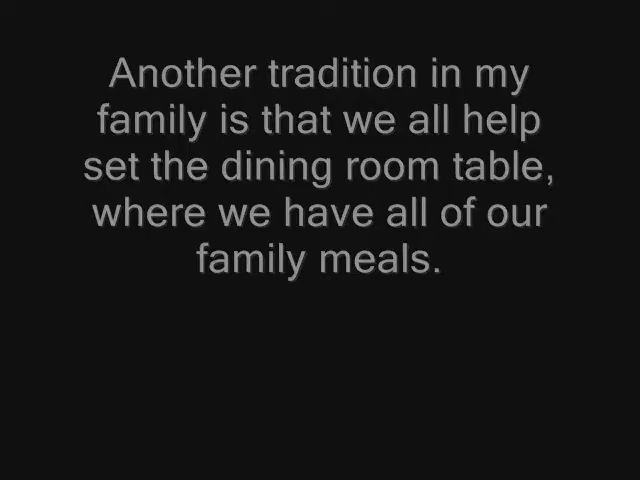 Another tradition in my
family is that we all help
set the dining room table,
where we have all of our
family meals.